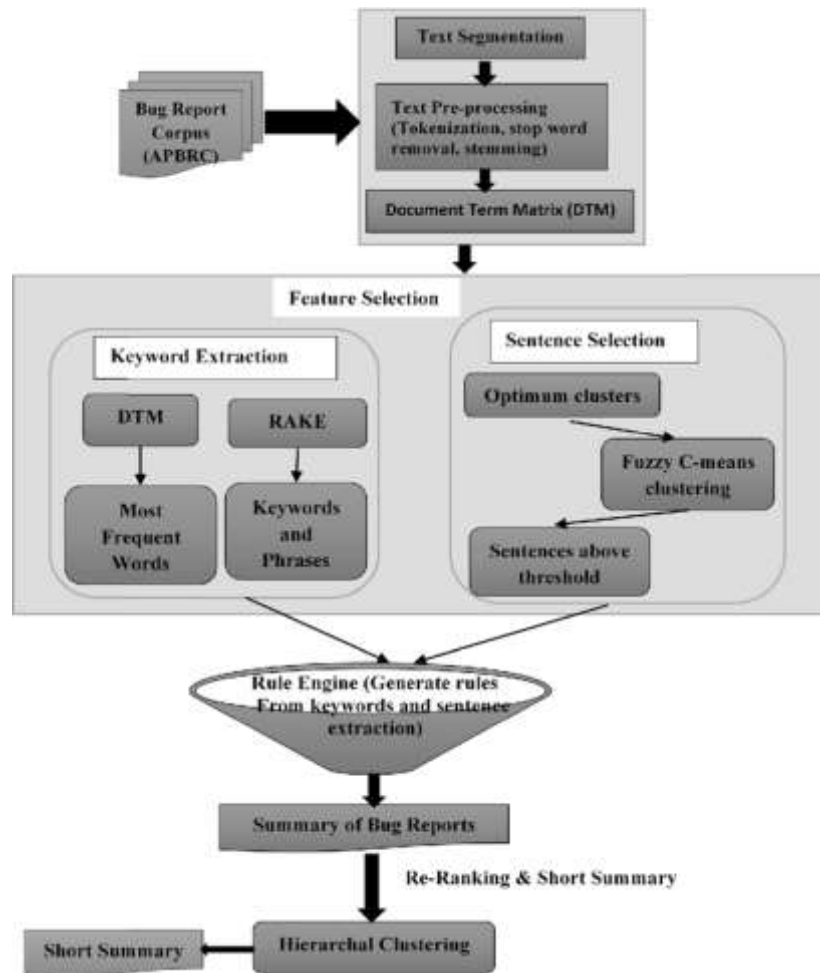 Text Segmentation
Bug Report
Corpus
(APBRC)
Text Pre-processing
(Tokenization, stop word
removal, stemming)
Document Term Matrix (DTM)
Feature Selection
Keyword Extraction
DTM
RAKE
Most
Frequent
Words
Keywords
and
Phrases
Sentence Selection
Optimum clusters
Fuzzy C-means
clustering
Sentences above
threshold
Rule Engine (Generate rules
From keywords and sentence
extraction)
Summary of Bug Reports
Re-Ranking & Short Summary
Hierarchal Clustering
Short Summary